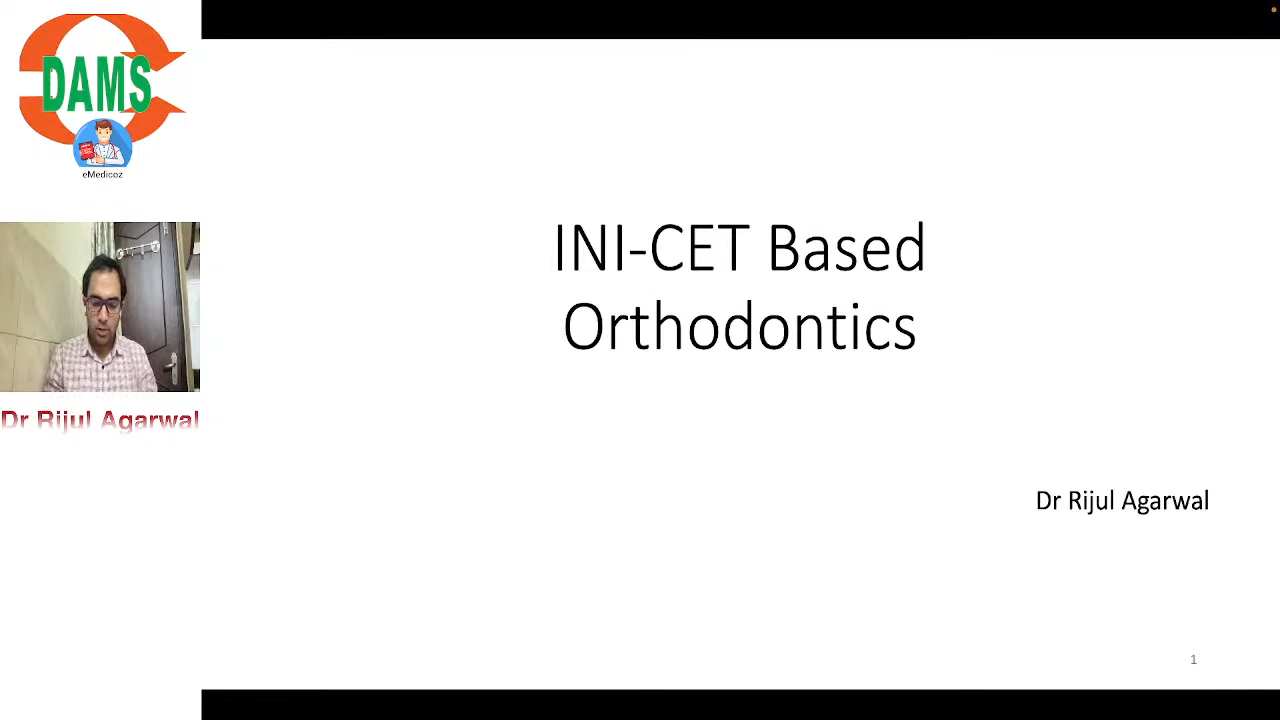 DAMS
eMedicoz
Dr Rijul Agarwal
INI-CET Based
Orthodontics
Dr Rijul Agarwal
1